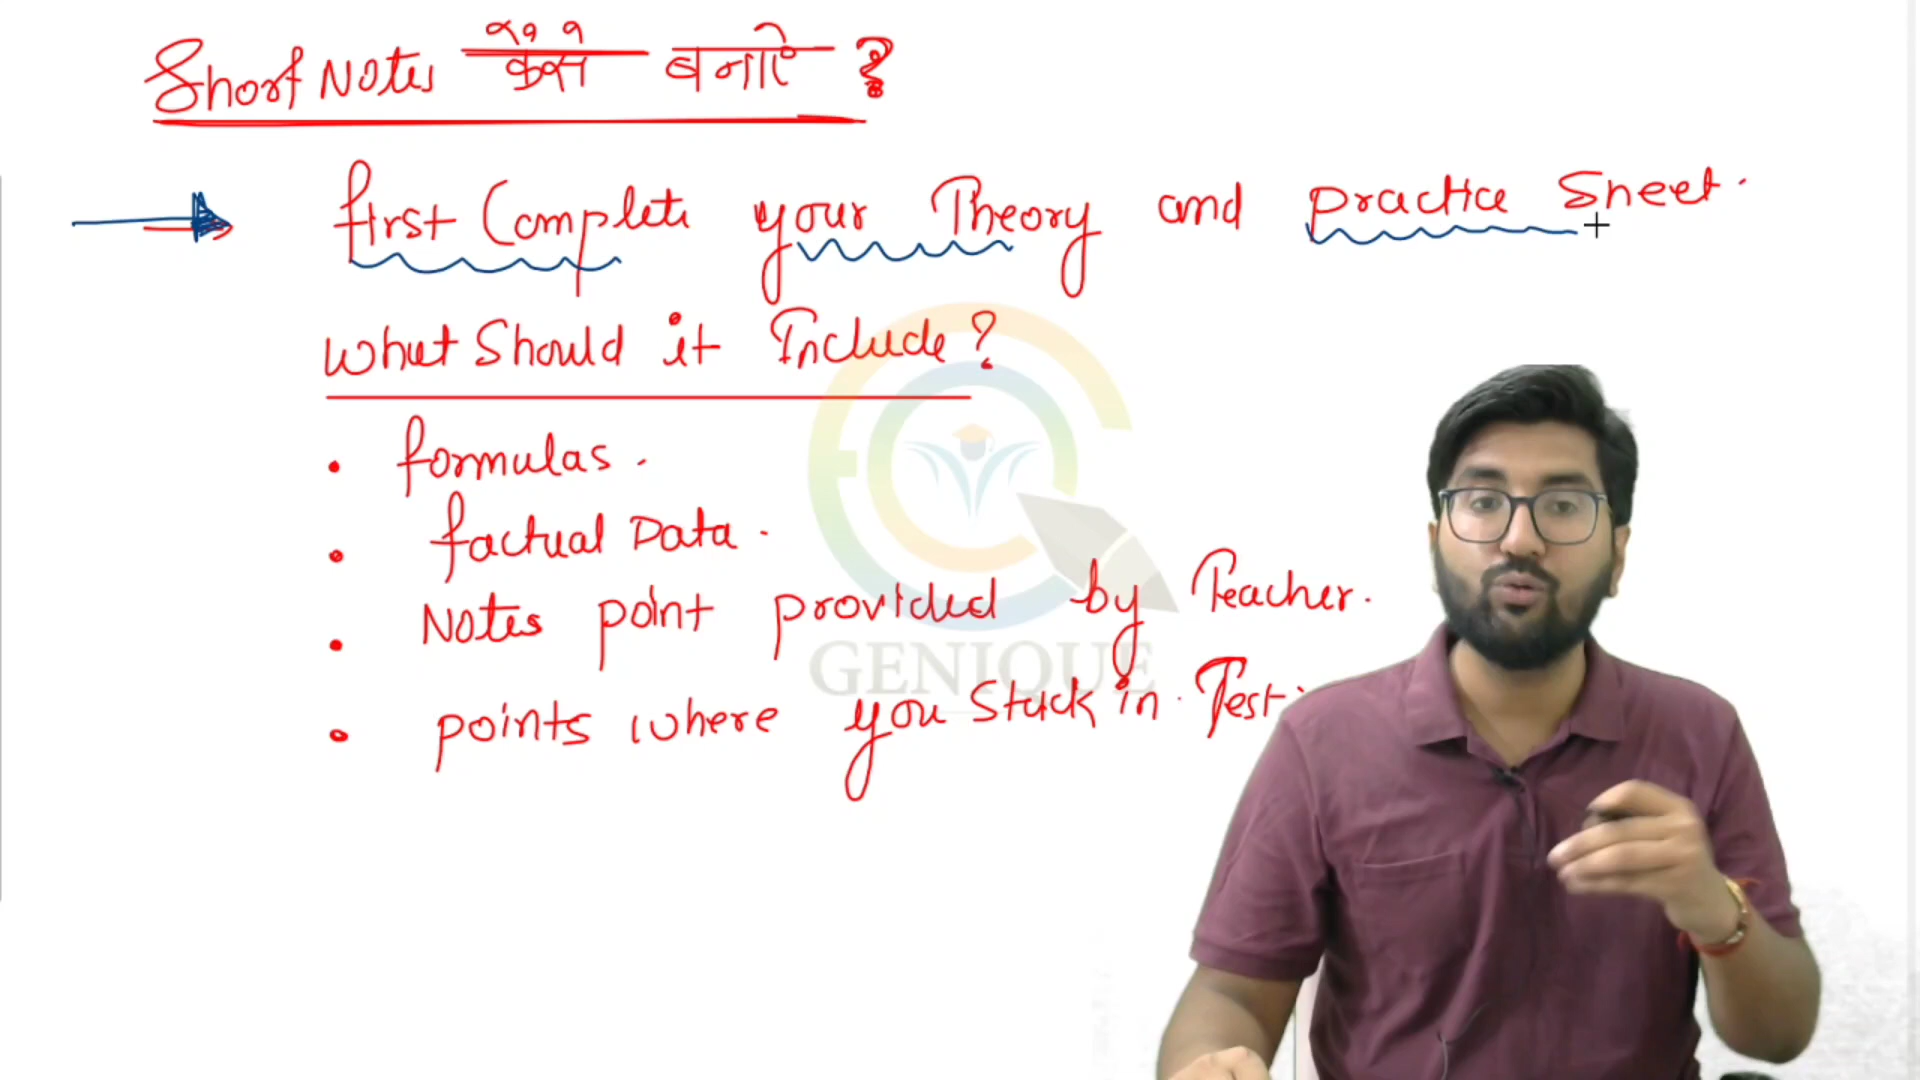 Short Notes कैसे बनाये ?
First Complete your Theory and Practice Sheet.
What Should it Include ?
• Formulas.
• Factual Data.
• Notes point provided by Teacher.
• points where you Stuck in Test.
GENIQUE